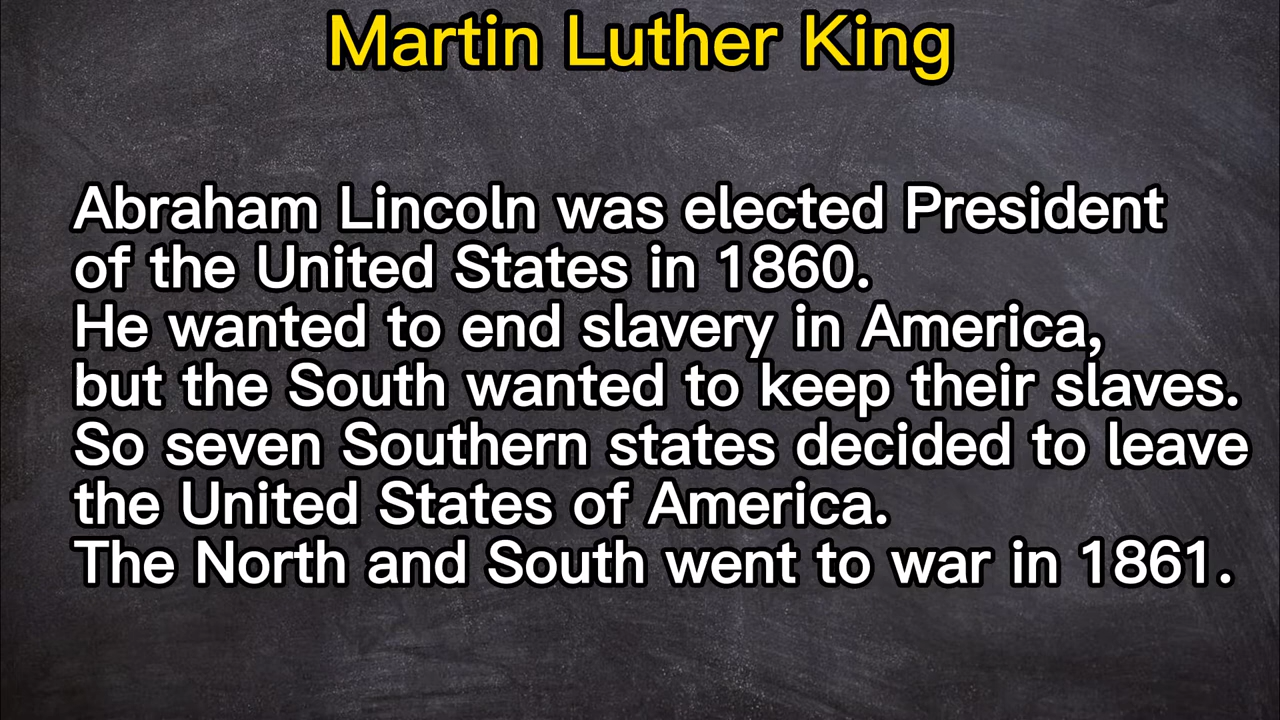 Martin Luther King
Abraham Lincoln was elected President
of the United States in 1860.
He wanted to end slavery in America,
but the South wanted to keep their slaves.
So seven Southern states decided to leave
the United States of America.
The North and South went to war in 1861.